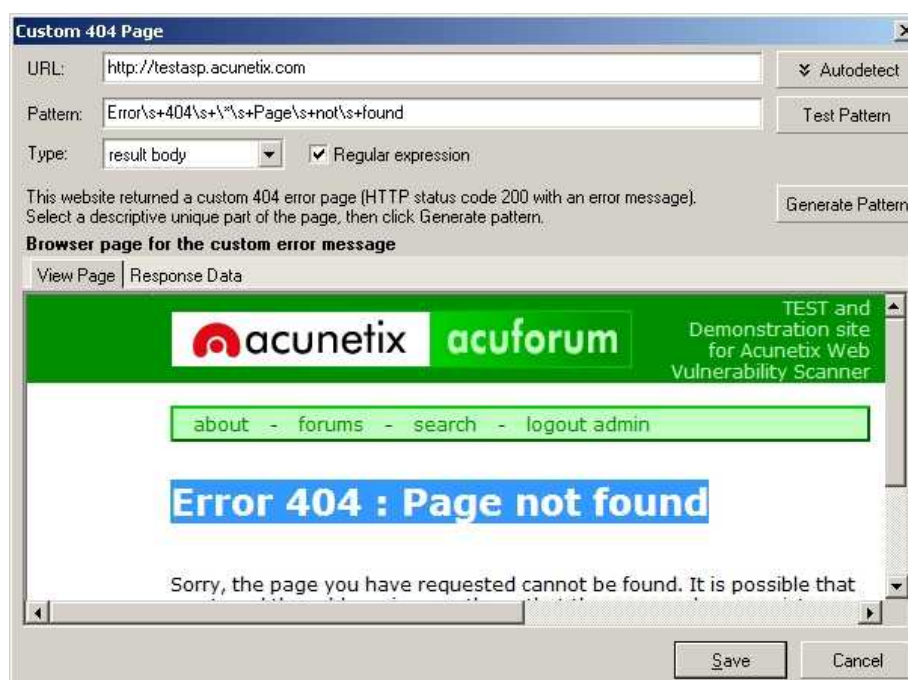 Custom 404 Page
URL: http://testasp.acunetix.com
Autodetect
Pattern: Error\s+404\s+\*\s+Page\s+not\s+found
Test Pattern
Type: result body
Regular expression
This website returned a custom 404 error page (HTTP status code 200 with an error message).
Select a descriptive unique part of the page, then click Generate pattern.
Generate Pattern
Browser page for the custom error message
View Page Response Data
acunetix acuforum
TEST and
Demonstration site
for Acunetix Web
Vulnerability Scanner
about - forums - search - logout admin
Error 404 : Page not found
Sorry, the page you have requested cannot be found. It is possible that
Save Cancel